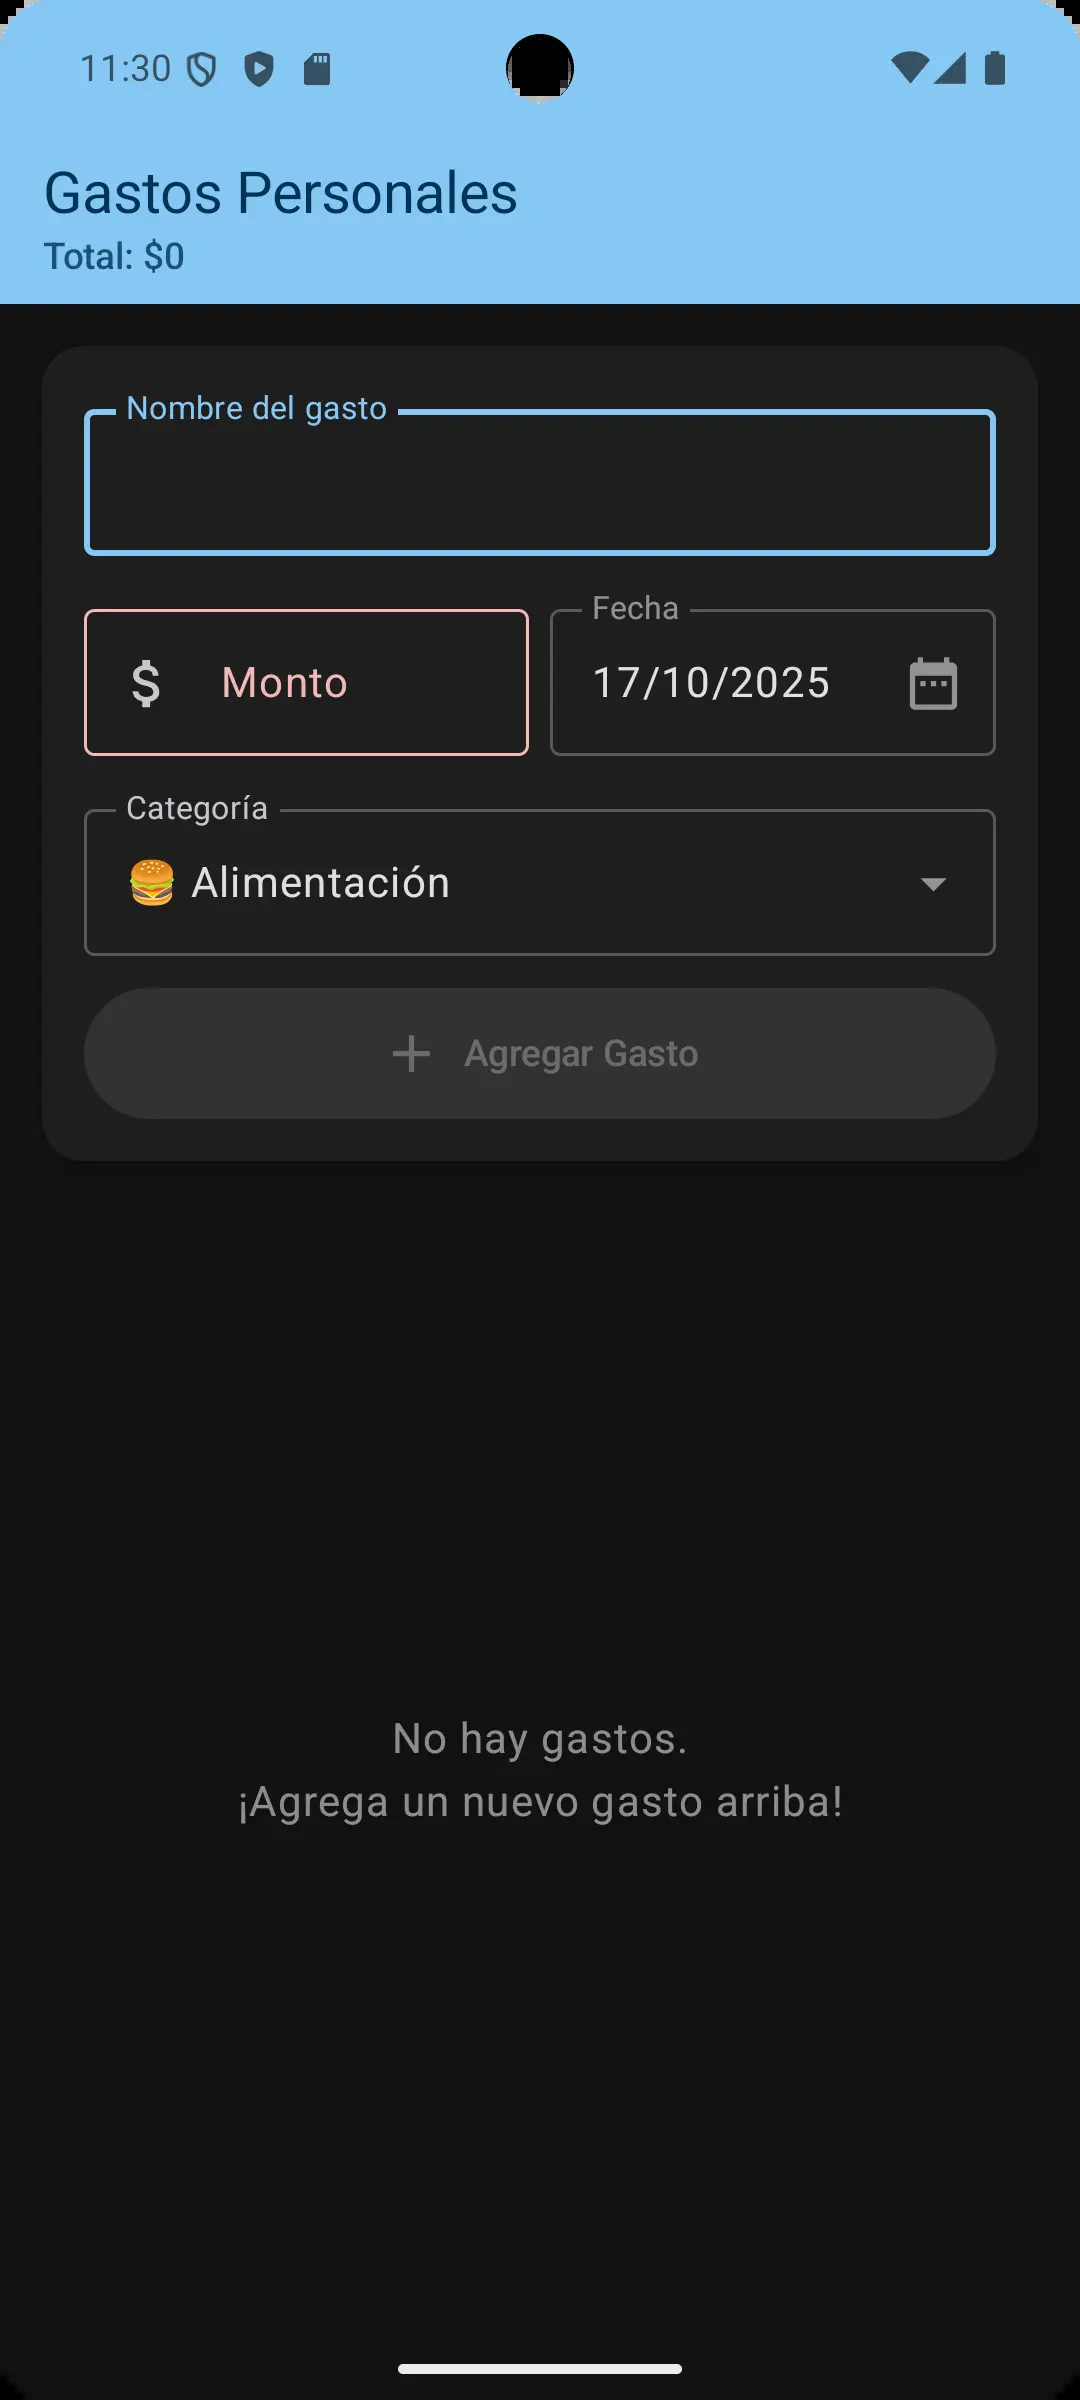 11:30
Gastos Personales
Total: $0
Nombre del gasto
$ Monto
Fecha
17/10/2025
Categoría
🍔 Alimentación
+ Agregar Gasto
No hay gastos.
¡Agrega un nuevo gasto arriba!